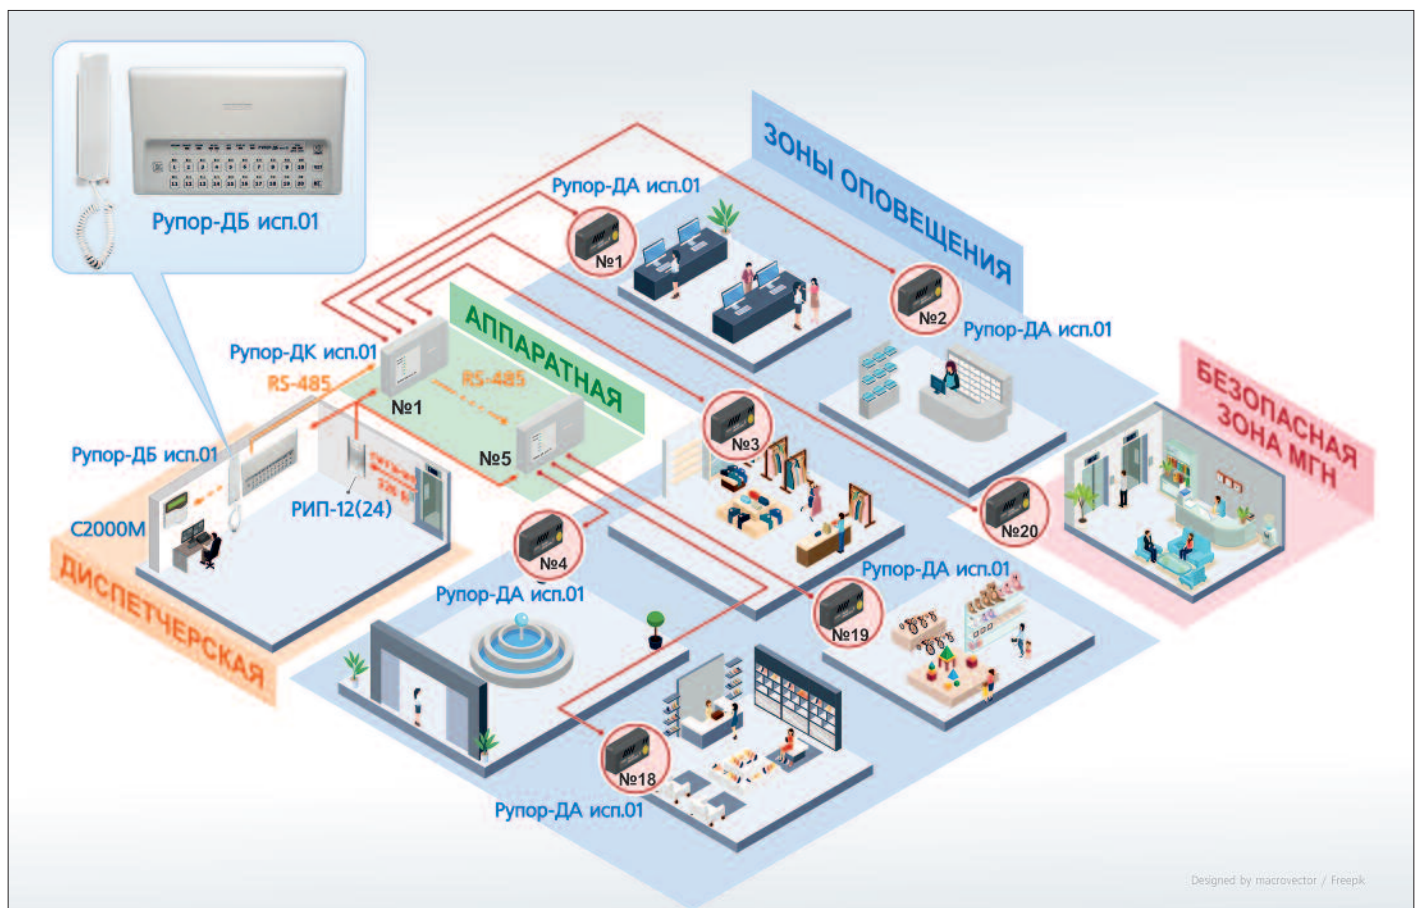 Рупор-ДБ исп.01
ЗОНЫ ОПОВЕЩЕНИЯ
Рупор-ДА исп.01
№1
№2
Рупор-ДА исп.01
АППАРАТНАЯ
Рупор-ДК исп.01
RS-485
RS-485
№1
№5
БЕЗОПАСНАЯ
ЗОНА МГН
№3
Рупор-ДБ исп.01
РИП-12(24)
С2000М
ДИСПЕТЧЕРСКАЯ
№20
№4
Рупор-ДА исп.01
Рупор-ДА исп.01
№19
№18
Рупор-ДА исп.01
Designed by macrovector / Freepik